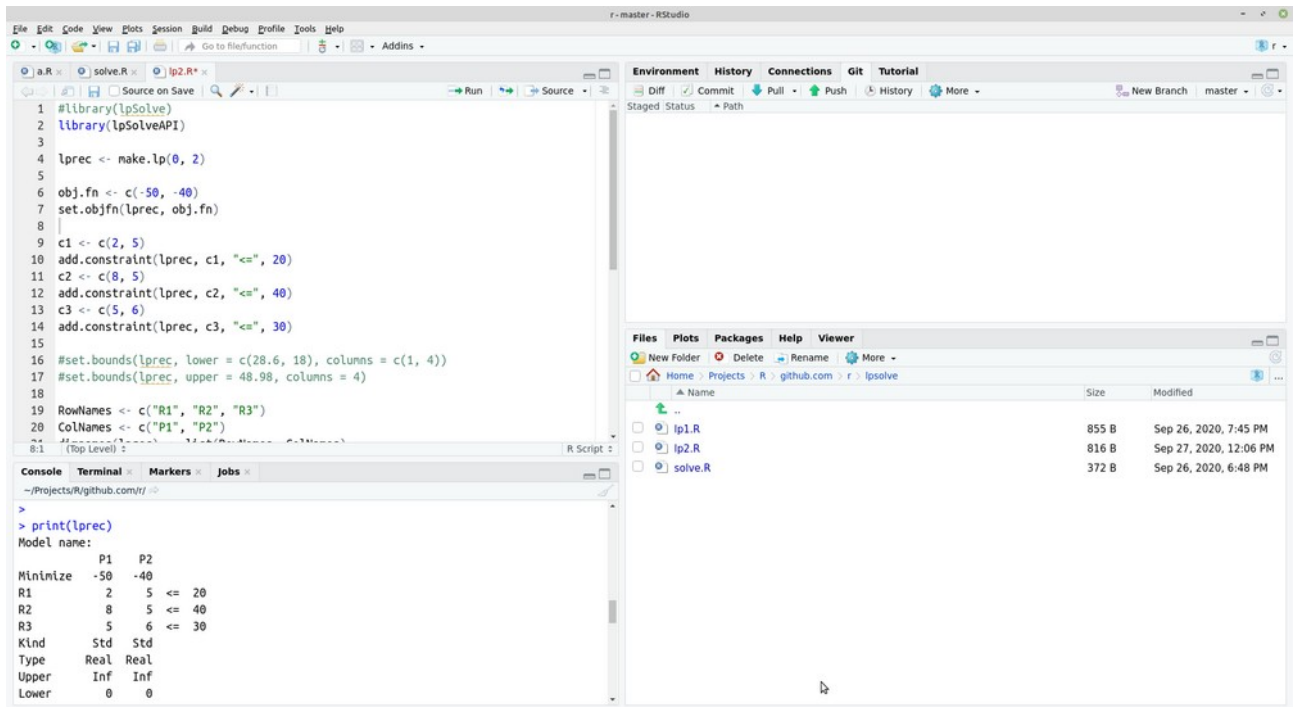 r-master - RStudio
File Edit Code View Plots Session Build Debug Profile Tools Help
Go to file/function Addins r
a.R solve.R lp2.R*
Source on Save Run Source
1 #library(lpSolve)
2 library(lpSolveAPI)
3
4 lprec <- make.lp(0, 2)
5
6 obj.fn <- c(-50, -40)
7 set.objfn(lprec, obj.fn)
8
9 c1 <- c(2, 5)
10 add.constraint(lprec, c1, "<=", 20)
11 c2 <- c(8, 5)
12 add.constraint(lprec, c2, "<=", 40)
13 c3 <- c(5, 6)
14 add.constraint(lprec, c3, "<=", 30)
15
16 #set.bounds(lprec, lower = c(28.6, 18), columns = c(1, 4))
17 #set.bounds(lprec, upper = 48.98, columns = 4)
18
19 RowNames <- c("R1", "R2", "R3")
20 ColNames <- c("P1", "P2")
8:1 (Top Level) R Script
Console Terminal Markers Jobs
~/Projects/R/github.com/r/
>
> print(lprec)
Model name:
P1 P2
Minimize -50 -40
R1 2 5 <= 20
R2 8 5 <= 40
R3 5 6 <= 30
Kind Std Std
Type Real Real
Upper Inf Inf
Lower 0 0
Environment History Connections Git Tutorial
Diff Commit Pull Push History More New Branch master
Staged Status Path
Files Plots Packages Help Viewer
New Folder Delete Rename More
Home Projects R github.com r lpsolve ...
Name Size Modified
..
lp1.R 855 B Sep 26, 2020, 7:45 PM
lp2.R 816 B Sep 27, 2020, 12:06 PM
solve.R 372 B Sep 26, 2020, 6:48 PM